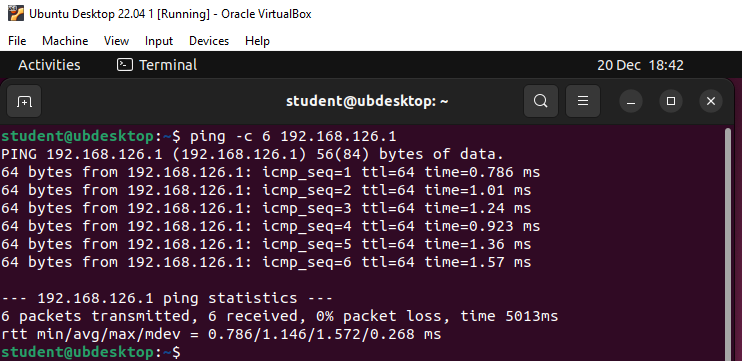 Ubuntu Desktop 22.04 1 [Running] - Oracle VirtualBox
File Machine View Input Devices Help
Activities Terminal 20 Dec 18:42
student@ubdesktop: ~
student@ubdesktop:~$ ping -c 6 192.168.126.1
PING 192.168.126.1 (192.168.126.1) 56(84) bytes of data.
64 bytes from 192.168.126.1: icmp_seq=1 ttl=64 time=0.786 ms
64 bytes from 192.168.126.1: icmp_seq=2 ttl=64 time=1.01 ms
64 bytes from 192.168.126.1: icmp_seq=3 ttl=64 time=1.24 ms
64 bytes from 192.168.126.1: icmp_seq=4 ttl=64 time=0.923 ms
64 bytes from 192.168.126.1: icmp_seq=5 ttl=64 time=1.36 ms
64 bytes from 192.168.126.1: icmp_seq=6 ttl=64 time=1.57 ms
--- 192.168.126.1 ping statistics ---
6 packets transmitted, 6 received, 0% packet loss, time 5013ms
rtt min/avg/max/mdev = 0.786/1.146/1.572/0.268 ms
student@ubdesktop:~$